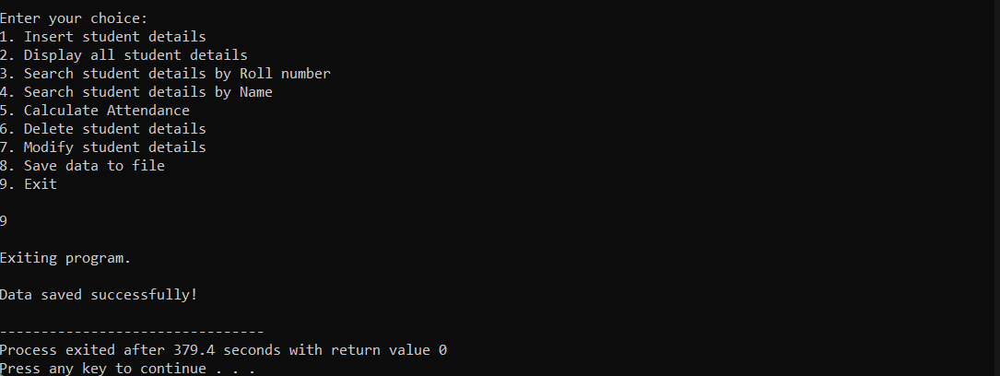 Enter your choice:
1. Insert student details
2. Display all student details
3. Search student details by Roll number
4. Search student details by Name
5. Calculate Attendance
6. Delete student details
7. Modify student details
8. Save data to file
9. Exit
9
Exiting program.
Data saved successfully!
--------------------------------
Process exited after 379.4 seconds with return value 0
Press any key to continue . . .